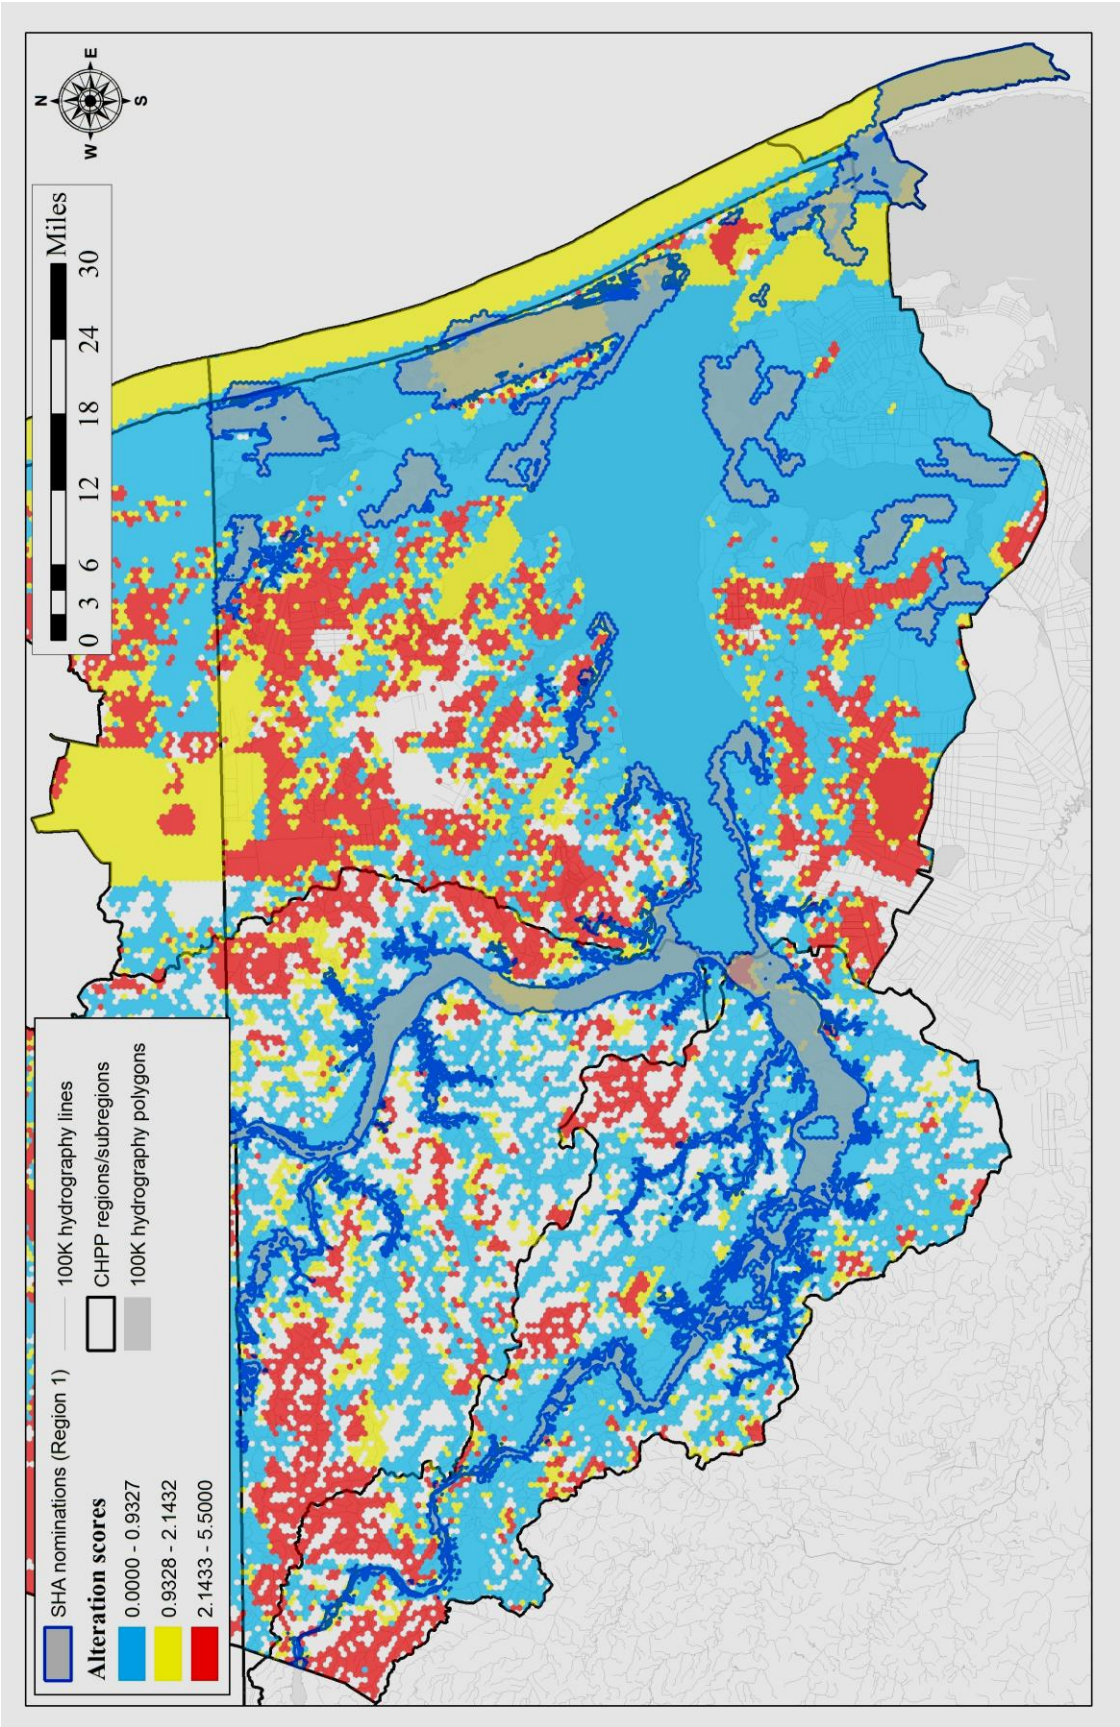 N
W
E
S
0 3 6 12 18 24 30 Miles
SHA nominations (Region 1)
Alteration scores
0.0000 - 0.9327
0.9328 - 2.1432
2.1433 - 5.5000
100K hydrography lines
CHPP regions/subregions
100K hydrography polygons